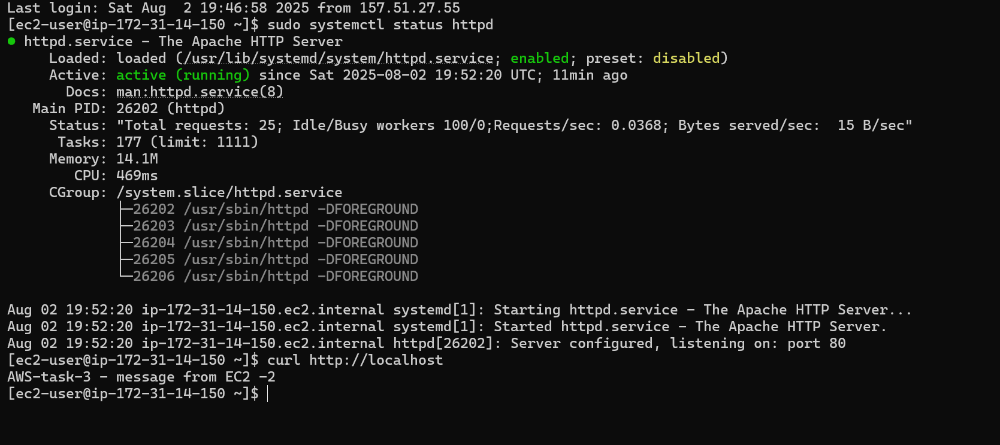 Last login: Sat Aug  2 19:46:58 2025 from 157.51.27.55
[ec2-user@ip-172-31-14-150 ~]$ sudo systemctl status httpd
● httpd.service - The Apache HTTP Server
     Loaded: loaded (/usr/lib/systemd/system/httpd.service; enabled; preset: disabled)
     Active: active (running) since Sat 2025-08-02 19:52:20 UTC; 11min ago
       Docs: man:httpd.service(8)
   Main PID: 26202 (httpd)
     Status: "Total requests: 25; Idle/Busy workers 100/0;Requests/sec: 0.0368; Bytes served/sec:  15 B/sec"
      Tasks: 177 (limit: 1111)
     Memory: 14.1M
        CPU: 469ms
     CGroup: /system.slice/httpd.service
             ├─26202 /usr/sbin/httpd -DFOREGROUND
             ├─26203 /usr/sbin/httpd -DFOREGROUND
             ├─26204 /usr/sbin/httpd -DFOREGROUND
             ├─26205 /usr/sbin/httpd -DFOREGROUND
             └─26206 /usr/sbin/httpd -DFOREGROUND

Aug 02 19:52:20 ip-172-31-14-150.ec2.internal systemd[1]: Starting httpd.service - The Apache HTTP Server...
Aug 02 19:52:20 ip-172-31-14-150.ec2.internal systemd[1]: Started httpd.service - The Apache HTTP Server.
Aug 02 19:52:20 ip-172-31-14-150.ec2.internal httpd[26202]: Server configured, listening on: port 80
[ec2-user@ip-172-31-14-150 ~]$ curl http://localhost
AWS-task-3 - message from EC2 -2
[ec2-user@ip-172-31-14-150 ~]$